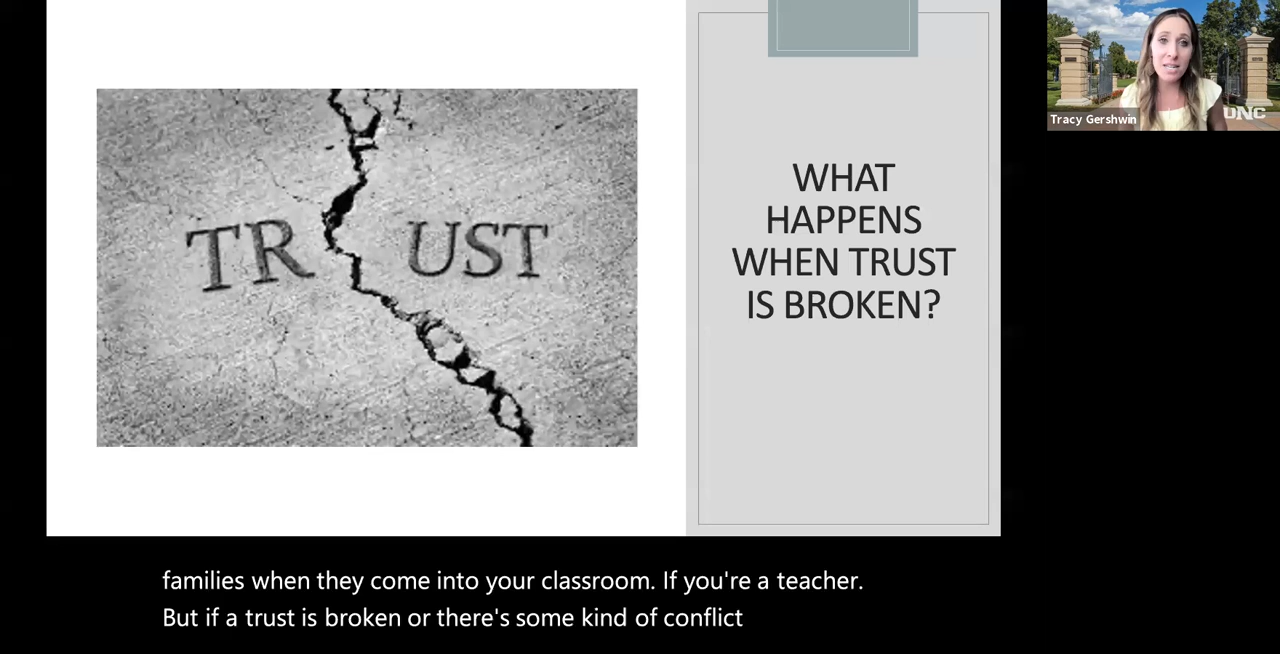 TR UST
WHAT
HAPPENS
WHEN TRUST
IS BROKEN?
Tracy Gershwin
UNC
families when they come into your classroom. If you're a teacher.
But if a trust is broken or there's some kind of conflict